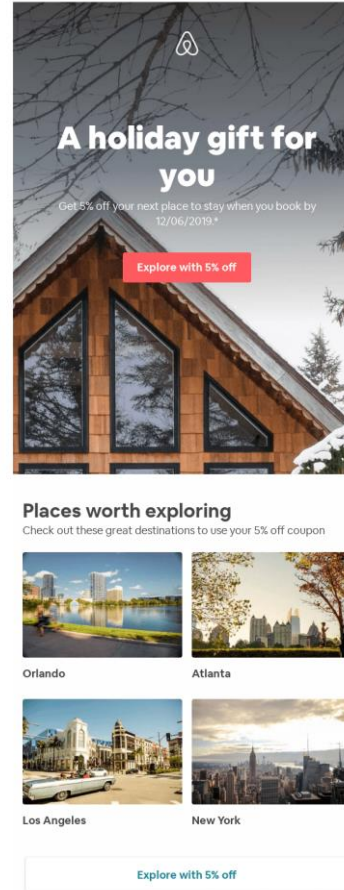 A holiday gift for
you
Get 5% off your next place to stay when you book by
12/06/2019.*
Explore with 5% off
Places worth exploring
Check out these great destinations to use your 5% off coupon
Orlando
Atlanta
Los Angeles
New York
Explore with 5% off